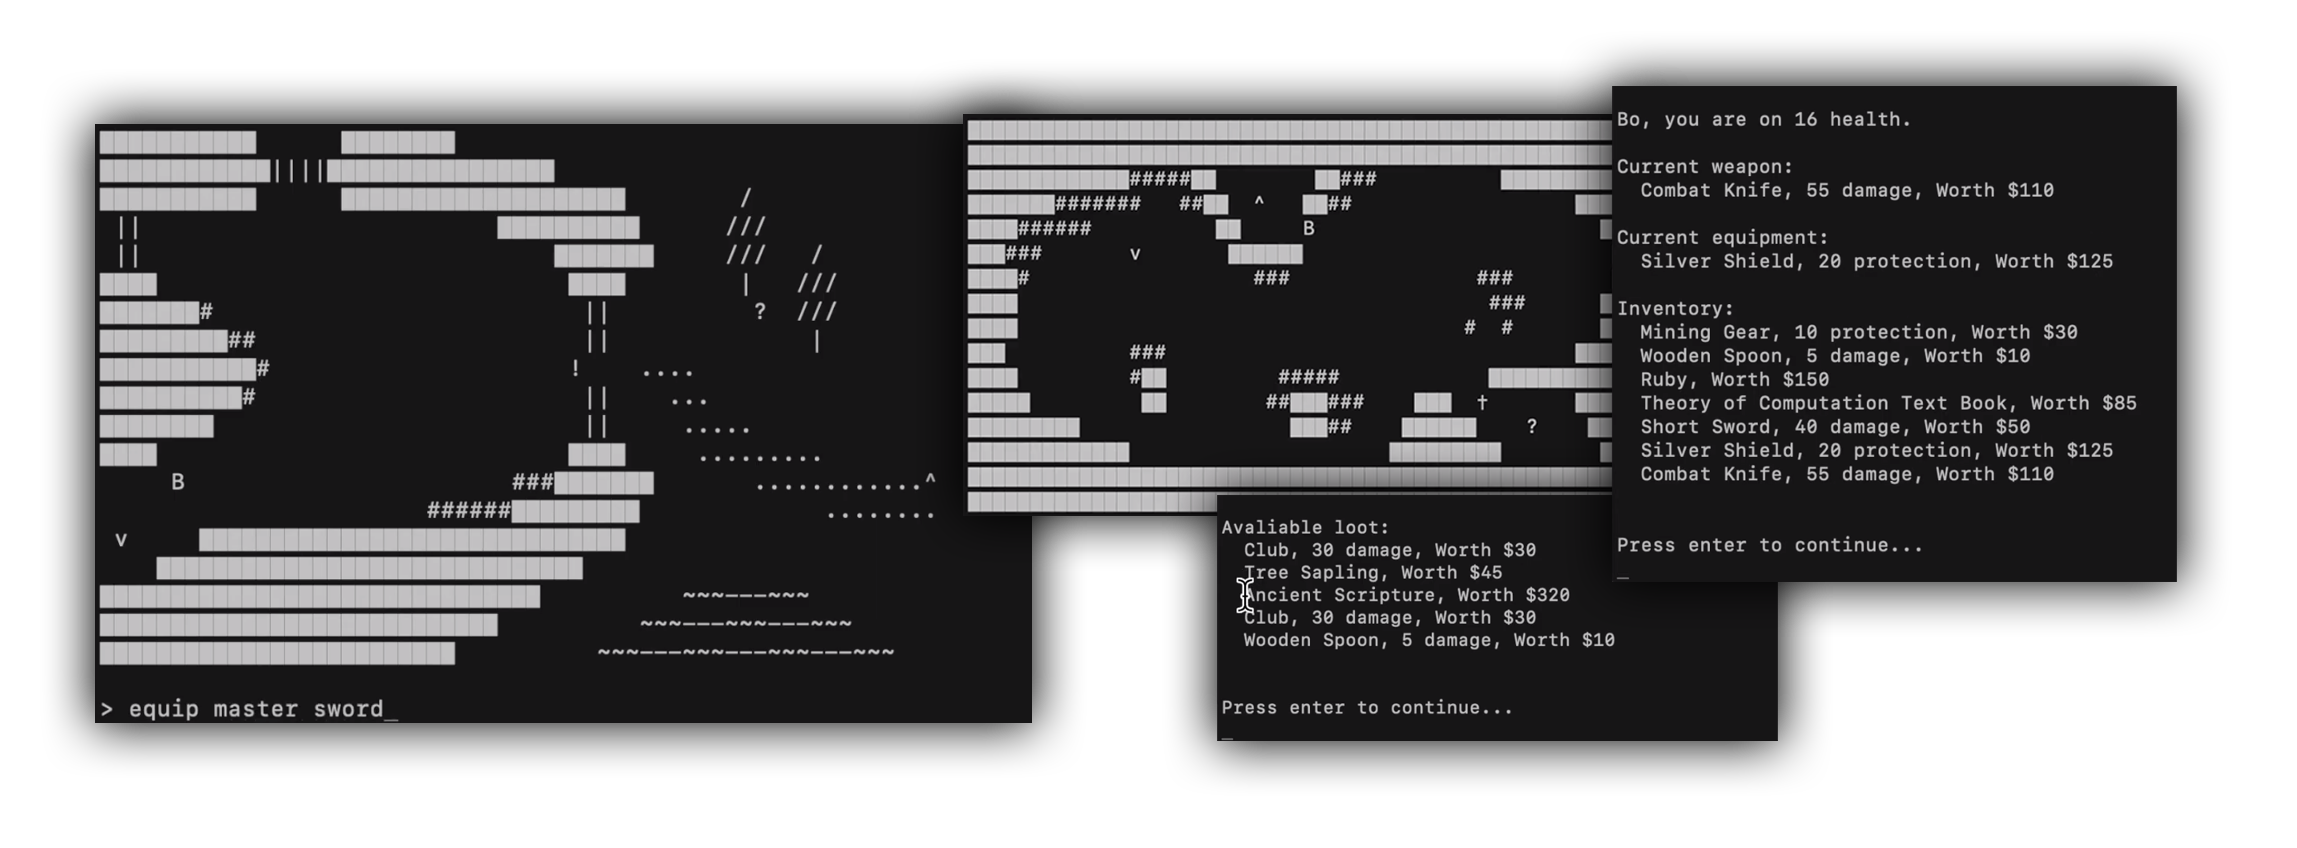 ||||
/
||
///
||
/// /
| ///
#
||
? ///
##
||
|
#
!
....
#
||
...
||
.....
.........
B
###
............^
######
........
v
~~~———~~~
~~~———~~~———~~~
~~~———~~~———~~~———~~~
> equip master sword_
##### ###
####### ## ^ ##
###### B
### v
# ### ###
###
# #
###
# #####
## ### †
## ?
Avaliable loot:
Club, 30 damage, Worth $30
Tree Sapling, Worth $45
Ancient Scripture, Worth $320
Club, 30 damage, Worth $30
Wooden Spoon, 5 damage, Worth $10
Press enter to continue...
_
Bo, you are on 16 health.
Current weapon:
Combat Knife, 55 damage, Worth $110
Current equipment:
Silver Shield, 20 protection, Worth $125
Inventory:
Mining Gear, 10 protection, Worth $30
Wooden Spoon, 5 damage, Worth $10
Ruby, Worth $150
Theory of Computation Text Book, Worth $85
Short Sword, 40 damage, Worth $50
Silver Shield, 20 protection, Worth $125
Combat Knife, 55 damage, Worth $110
Press enter to continue...
_